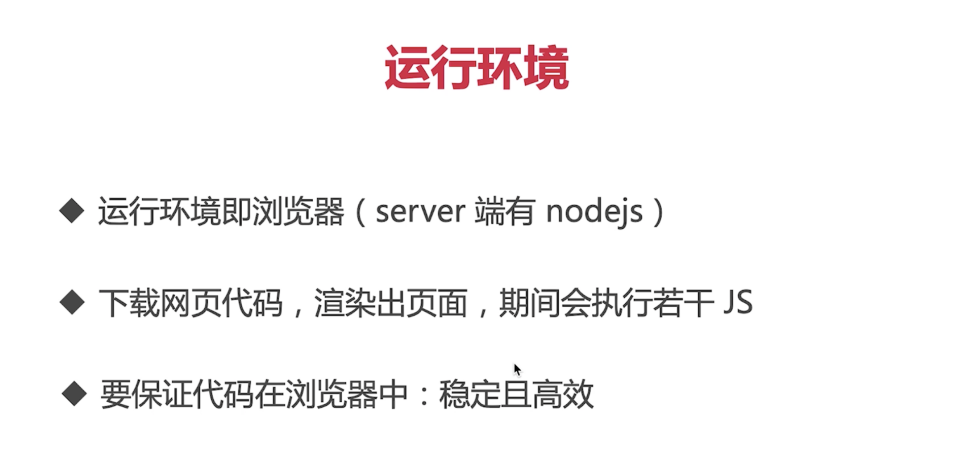 运行环境
◆ 运行环境即浏览器（server 端有 nodejs）
◆ 下载网页代码，渲染出页面，期间会执行若干 JS
◆ 要保证代码在浏览器中：稳定且高效